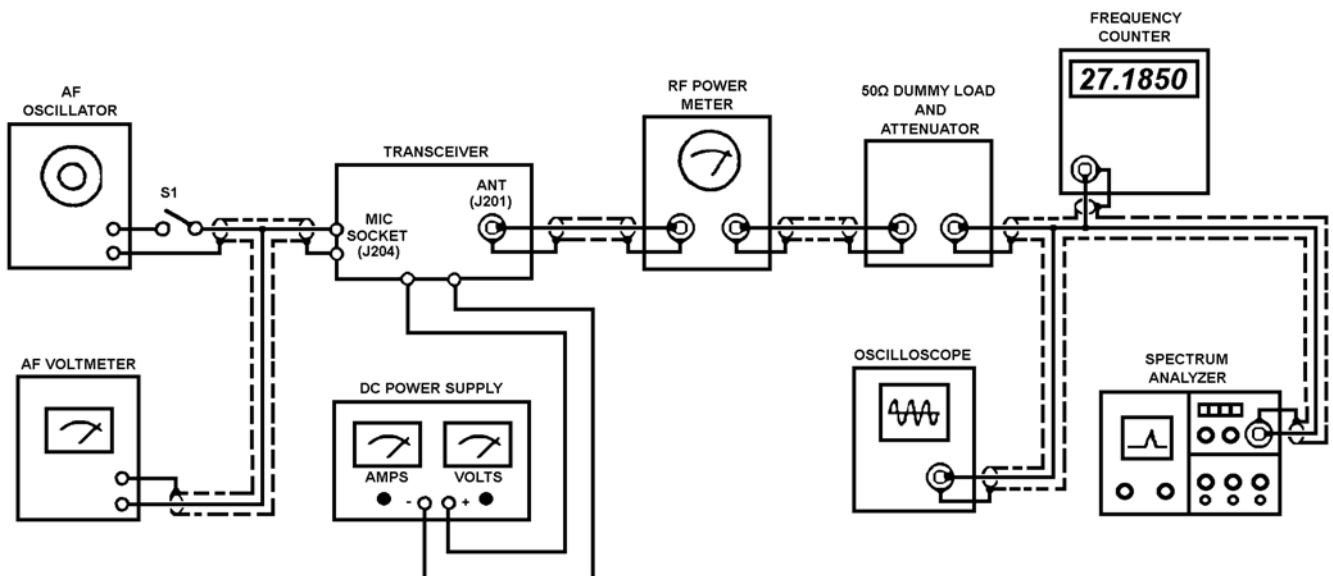 FREQUENCY
COUNTER
27.1850
AF
OSCILLATOR
S1
TRANSCEIVER
MIC
SOCKET
(J204)
ANT
(J201)
RF POWER
METER
50Ω DUMMY LOAD
AND
ATTENUATOR
AF VOLTMETER
DC POWER SUPPLY
AMPS
VOLTS
- +
OSCILLOSCOPE
SPECTRUM
ANALYZER